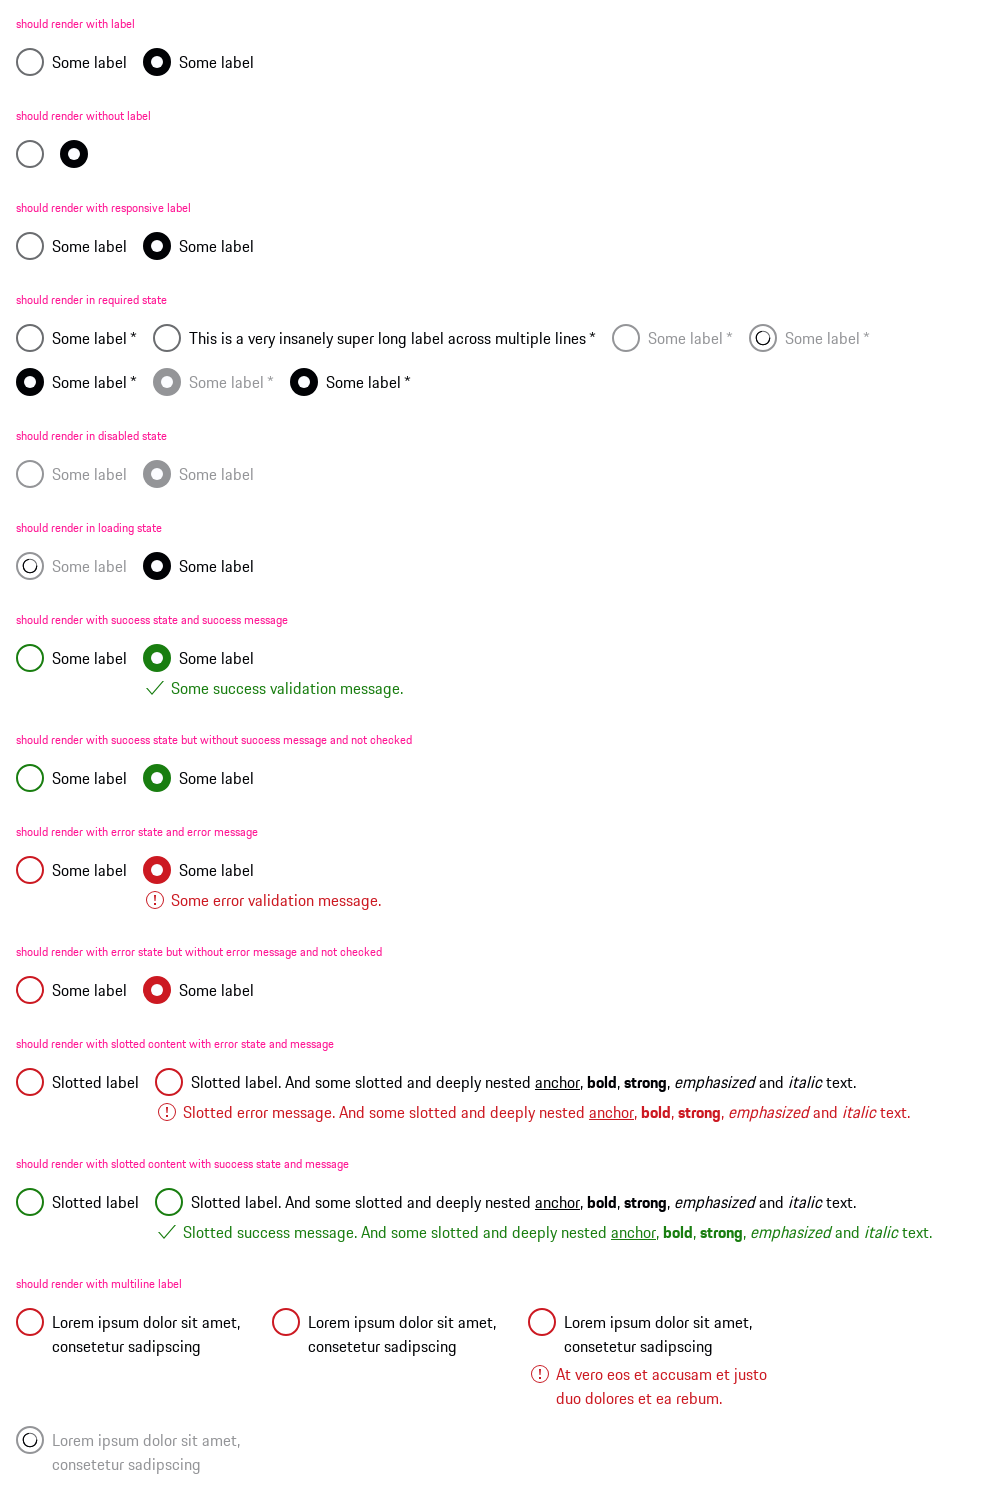 should render with label
Some label Some label
should render without label
should render with responsive label
Some label Some label
should render in required state
Some label * This is a very insanely super long label across multiple lines * Some label * Some label *
Some label * Some label * Some label *
should render in disabled state
Some label Some label
should render in loading state
Some label Some label
should render with success state and success message
Some label Some label
Some success validation message.
should render with success state but without success message and not checked
Some label Some label
should render with error state and error message
Some label Some label
Some error validation message.
should render with error state but without error message and not checked
Some label Some label
should render with slotted content with error state and message
Slotted label Slotted label. And some slotted and deeply nested anchor, bold, strong, emphasized and italic text.
Slotted error message. And some slotted and deeply nested anchor, bold, strong, emphasized and italic text.
should render with slotted content with success state and message
Slotted label Slotted label. And some slotted and deeply nested anchor, bold, strong, emphasized and italic text.
Slotted success message. And some slotted and deeply nested anchor, bold, strong, emphasized and italic text.
should render with multiline label
Lorem ipsum dolor sit amet,
consetetur sadipscing
Lorem ipsum dolor sit amet,
consetetur sadipscing
Lorem ipsum dolor sit amet,
consetetur sadipscing
At vero eos et accusam et justo
duo dolores et ea rebum.
Lorem ipsum dolor sit amet,
consetetur sadipscing